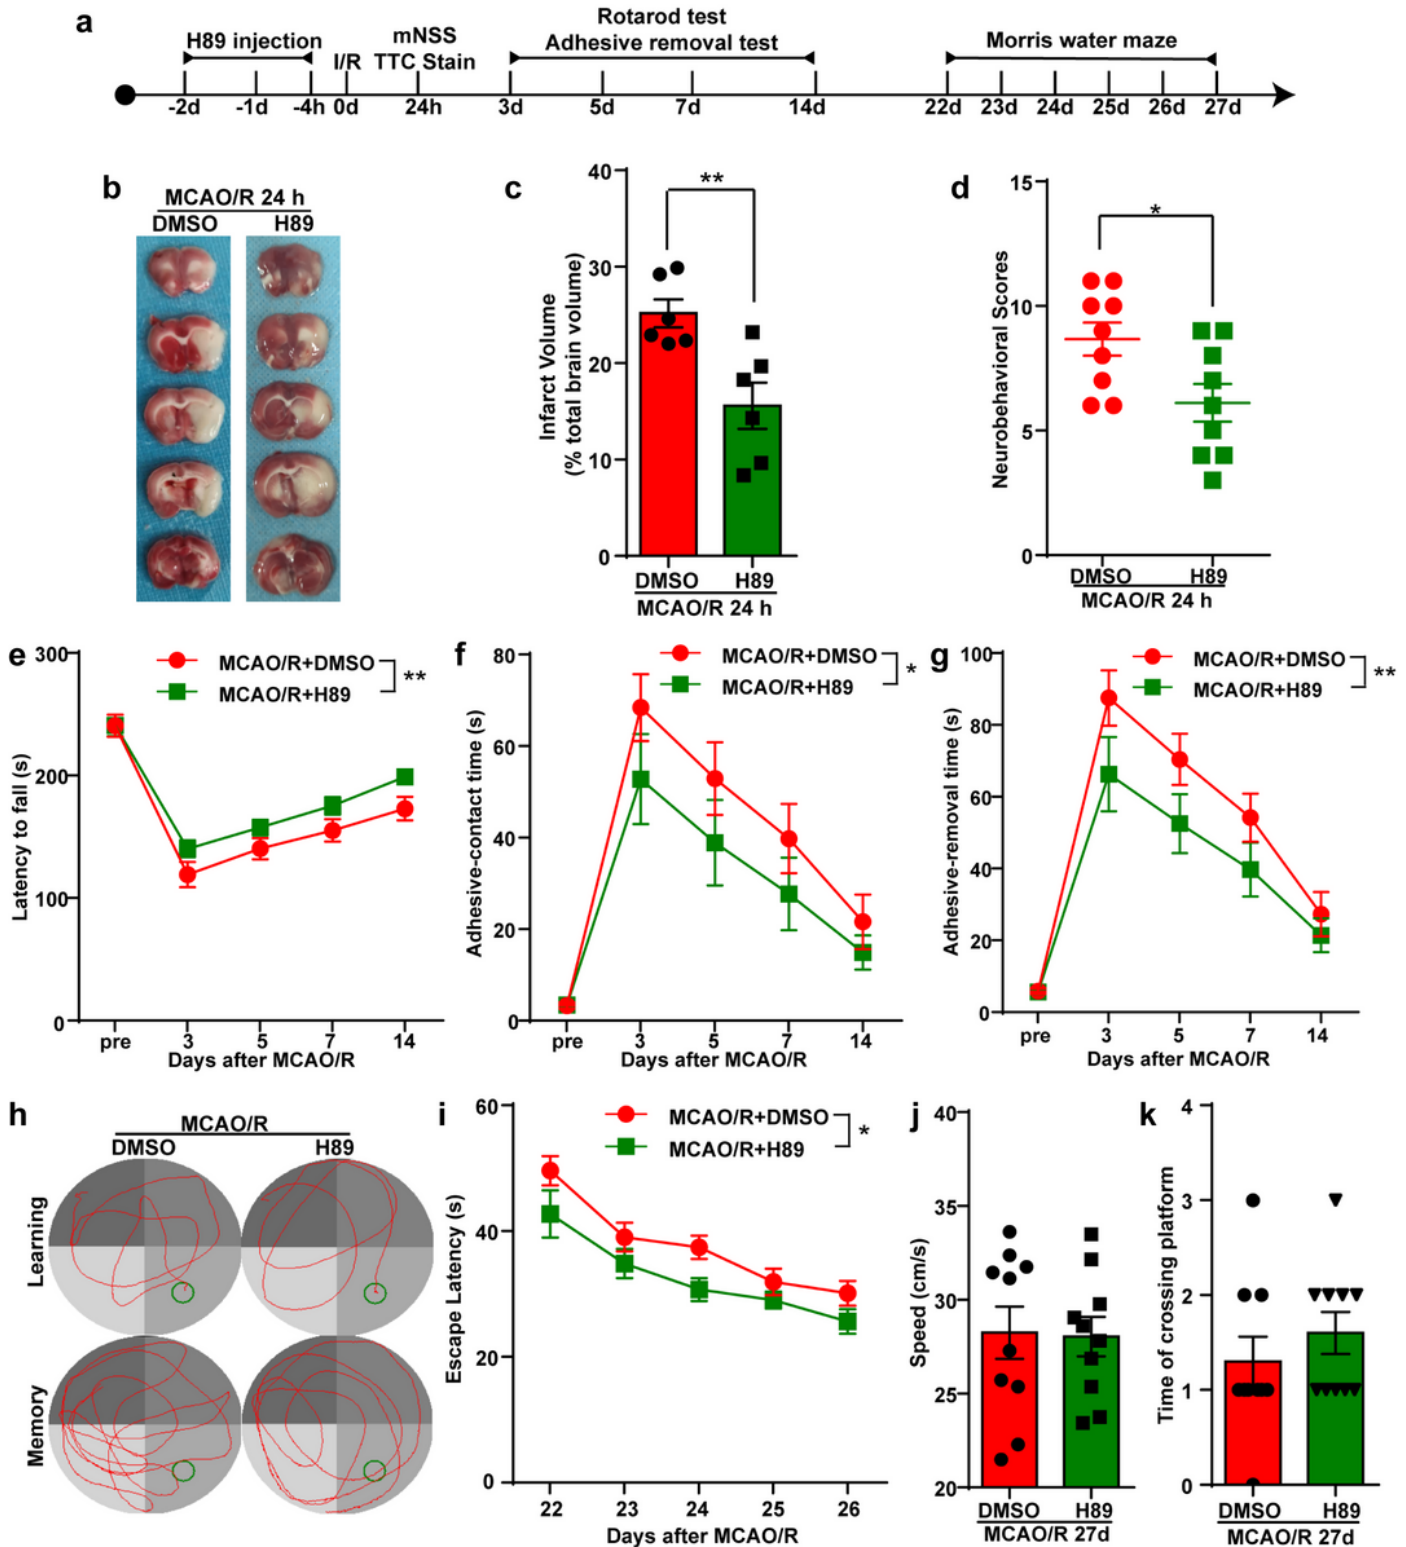 a
H89 injection
I/R
mNSS
TTC Stain
Rotarod test
Adhesive removal test
Morris water maze
-2d -1d -4h 0d 24h 3d 5d 7d 14d 22d 23d 24d 25d 26d 27d
b
MCAO/R 24 h
DMSO H89
c
**
Infarct Volume
(% total brain volume)
40
30
20
10
0
DMSO H89
MCAO/R 24 h
d
*
Neurobehavioral Scores
15
10
5
0
DMSO H89
MCAO/R 24 h
e
MCAO/R+DMSO
MCAO/R+H89
**
Latency to fall (s)
300
200
100
0
pre 3 5 7 14
Days after MCAO/R
f
MCAO/R+DMSO
MCAO/R+H89
*
Adhesive-contact time (s)
80
60
40
20
0
pre 3 5 7 14
Days after MCAO/R
g
MCAO/R+DMSO
MCAO/R+H89
**
Adhesive-removal time (s)
100
80
60
40
20
0
pre 3 5 7 14
Days after MCAO/R
h
MCAO/R
DMSO H89
Learning
Memory
i
MCAO/R+DMSO
MCAO/R+H89
*
Escape Latency (s)
60
40
20
0
22 23 24 25 26
Days after MCAO/R
j
Speed (cm/s)
40
35
30
25
20
DMSO H89
MCAO/R 27d
k
Time of crossing platform
4
3
2
1
0
DMSO H89
MCAO/R 27d